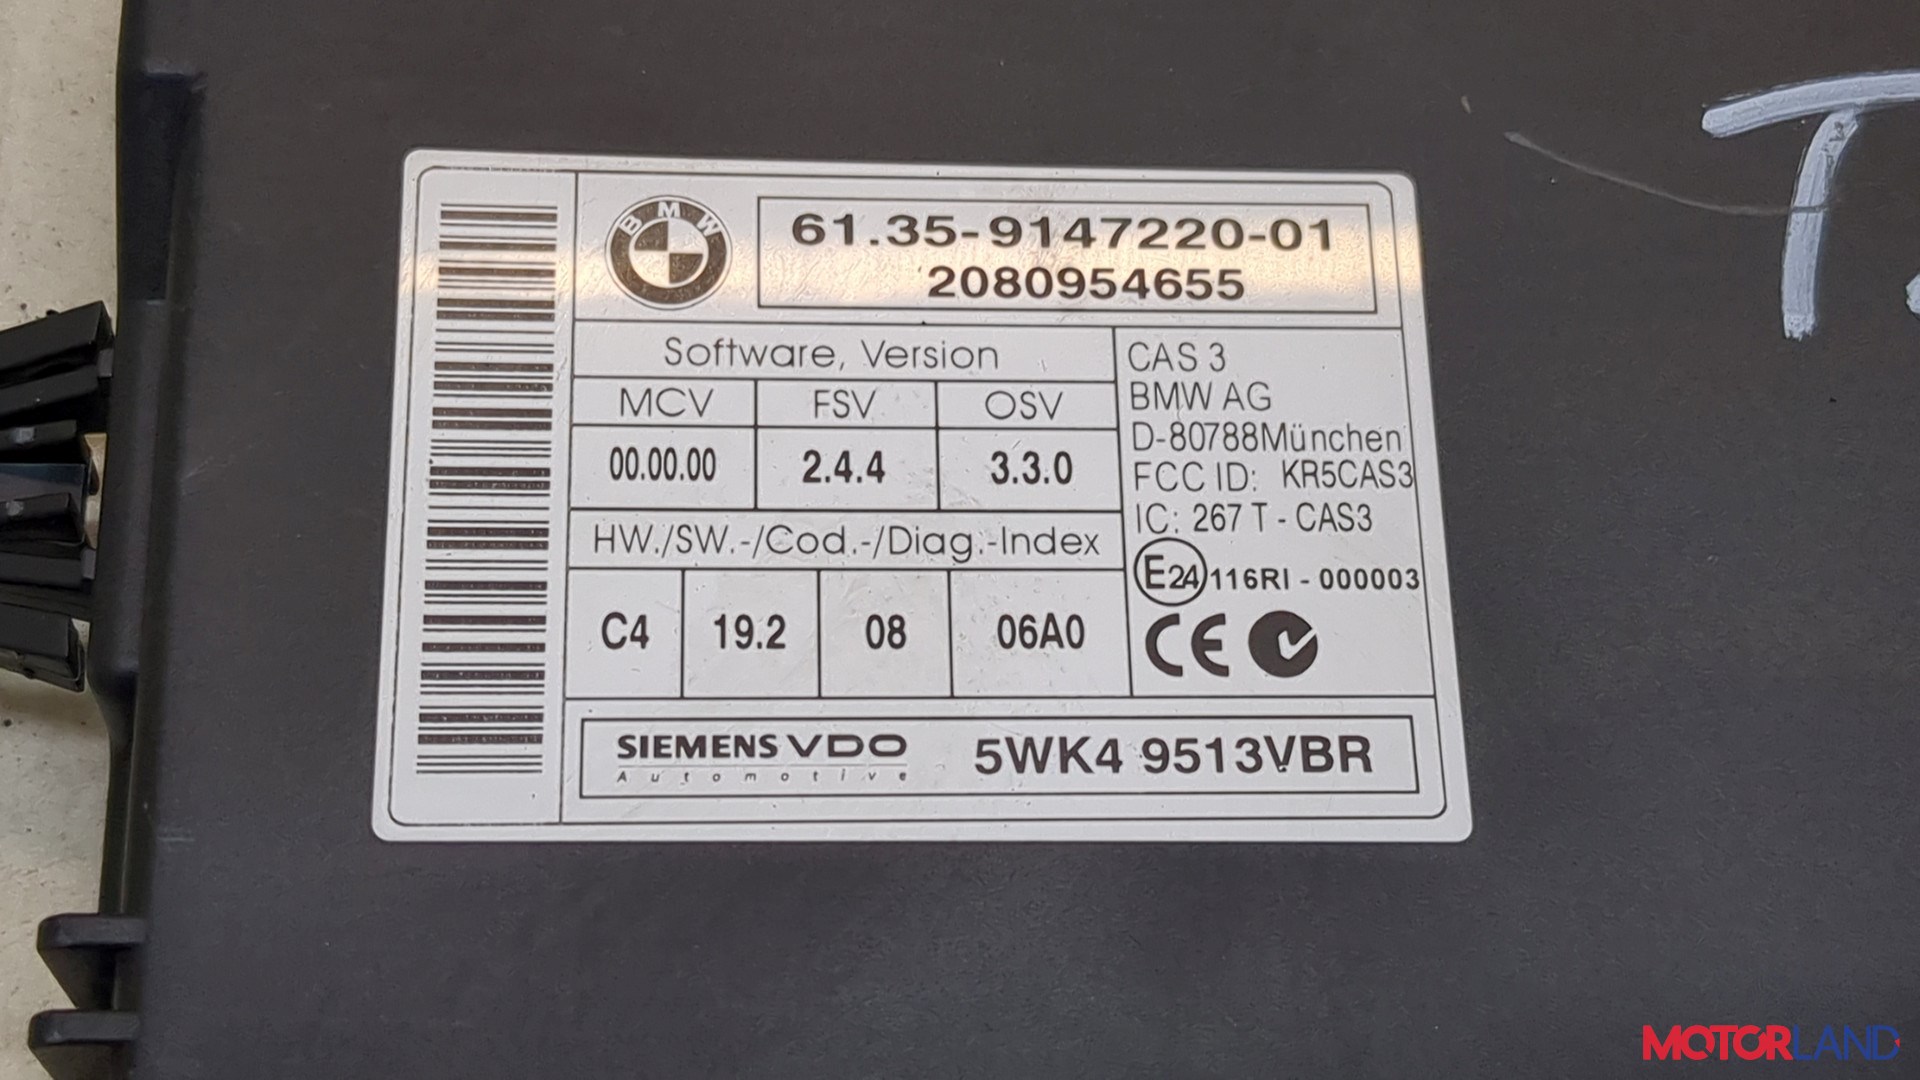 T.
BMW
61.35-9147220-01
2080954655
Software, Version
MCV FSV OSV
00.00.00 2.4.4 3.3.0
HW./SW.-/Cod.-/Diag.-Index
C4 19.2 08 06A0
CAS 3
BMW AG
D-80788München
FCC ID: KR5CAS3
IC: 267 T - CAS3
E24 116RI - 000003
CE
SIEMENS VDO
Automotive
5WK4 9513VBR
MOTORLAND